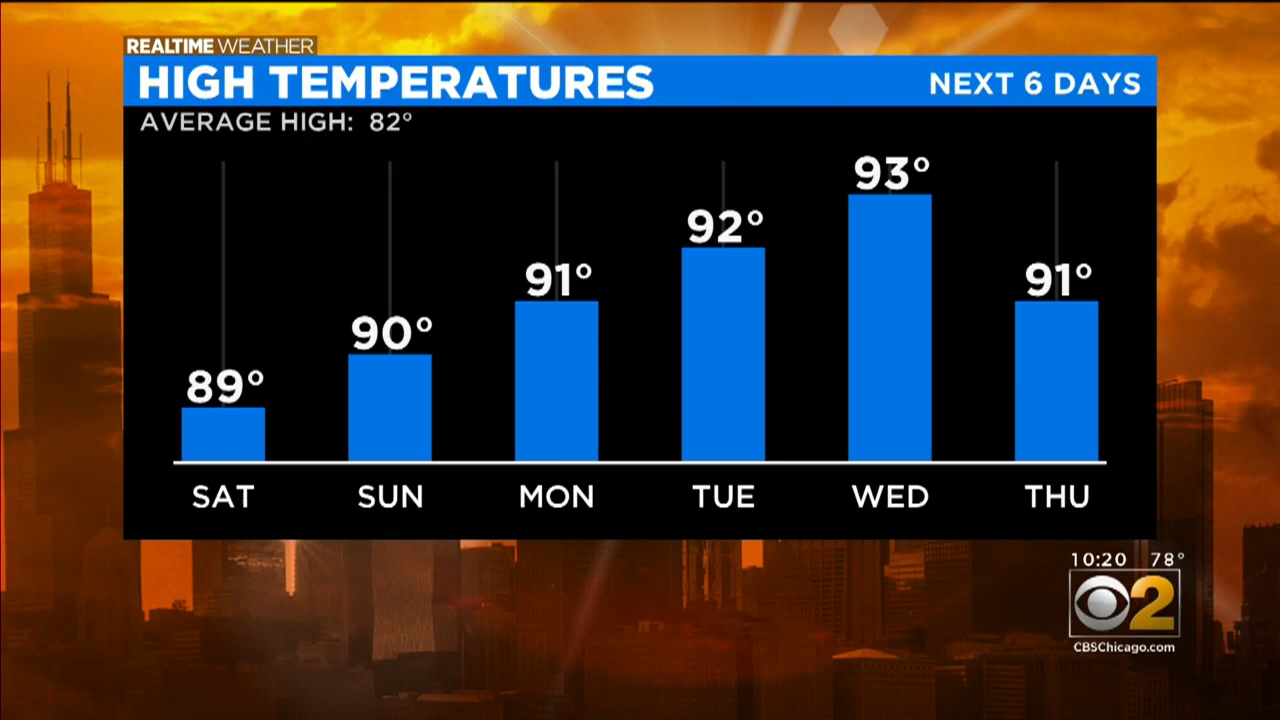 REALTIME WEATHER
HIGH TEMPERATURES NEXT 6 DAYS
AVERAGE HIGH: 82°
89° 90° 91° 92° 93° 91°
SAT SUN MON TUE WED THU
10:20 78°
2
CBSChicago.com